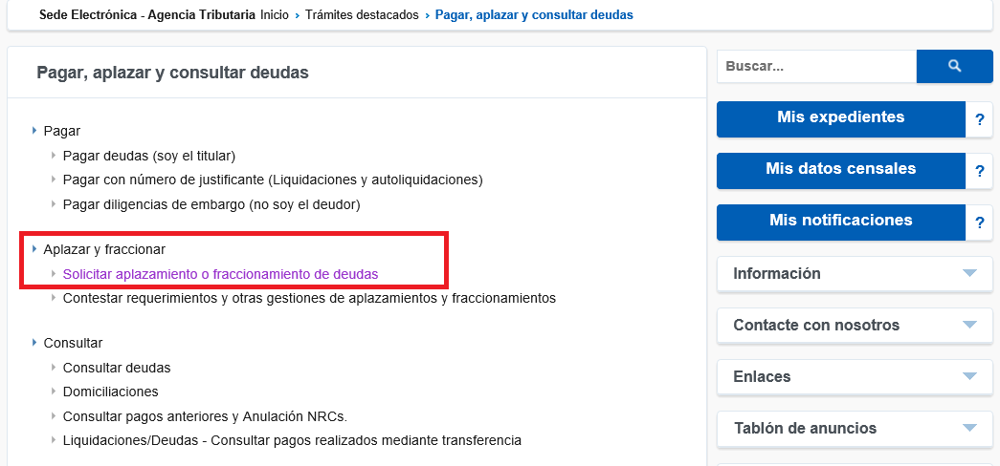 Sede Electrónica - Agencia Tributaria Inicio › Trámites destacados › Pagar, aplazar y consultar deudas
Pagar, aplazar y consultar deudas
Pagar
Pagar deudas (soy el titular)
Pagar con número de justificante (Liquidaciones y autoliquidaciones)
Pagar diligencias de embargo (no soy el deudor)
Aplazar y fraccionar
Solicitar aplazamiento o fraccionamiento de deudas
Contestar requerimientos y otras gestiones de aplazamientos y fraccionamientos
Consultar
Consultar deudas
Domiciliaciones
Consultar pagos anteriores y Anulación NRCs.
Liquidaciones/Deudas - Consultar pagos realizados mediante transferencia
Buscar...
Mis expedientes ?
Mis datos censales ?
Mis notificaciones ?
Información
Contacte con nosotros
Enlaces
Tablón de anuncios